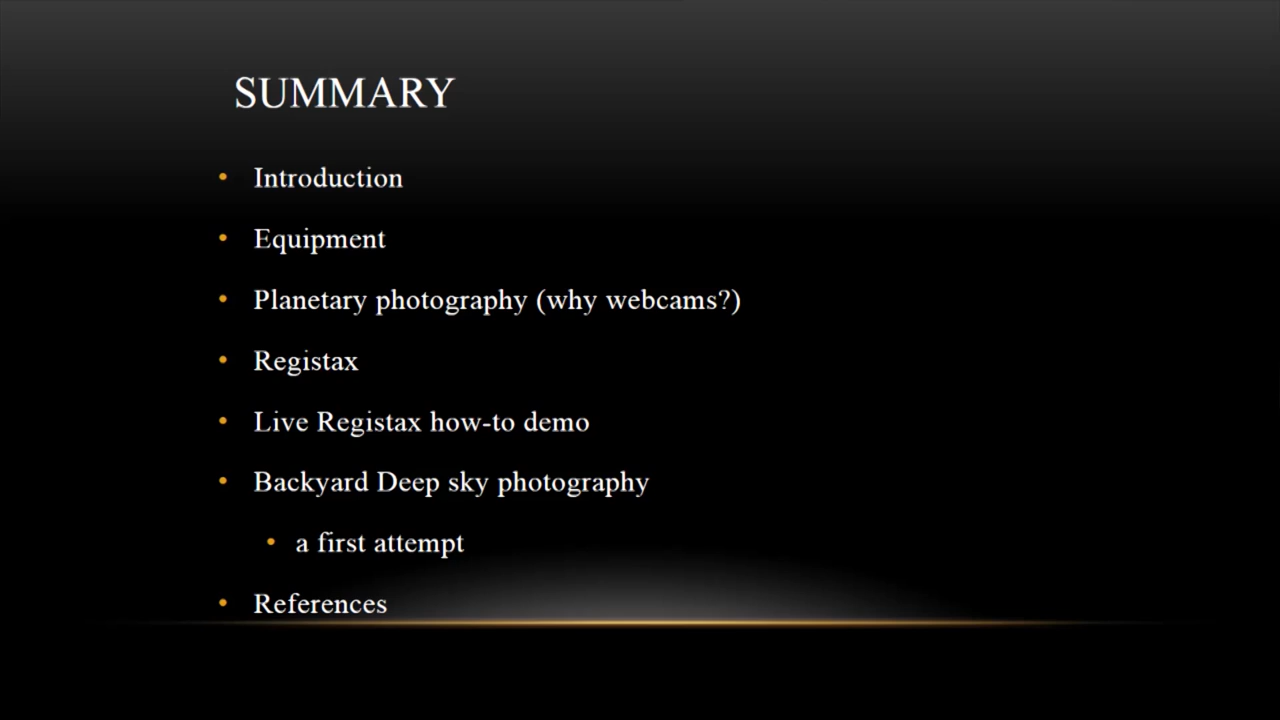 SUMMARY
• Introduction
• Equipment
• Planetary photography (why webcams?)
• Registax
• Live Registax how-to demo
• Backyard Deep sky photography
• a first attempt
• References